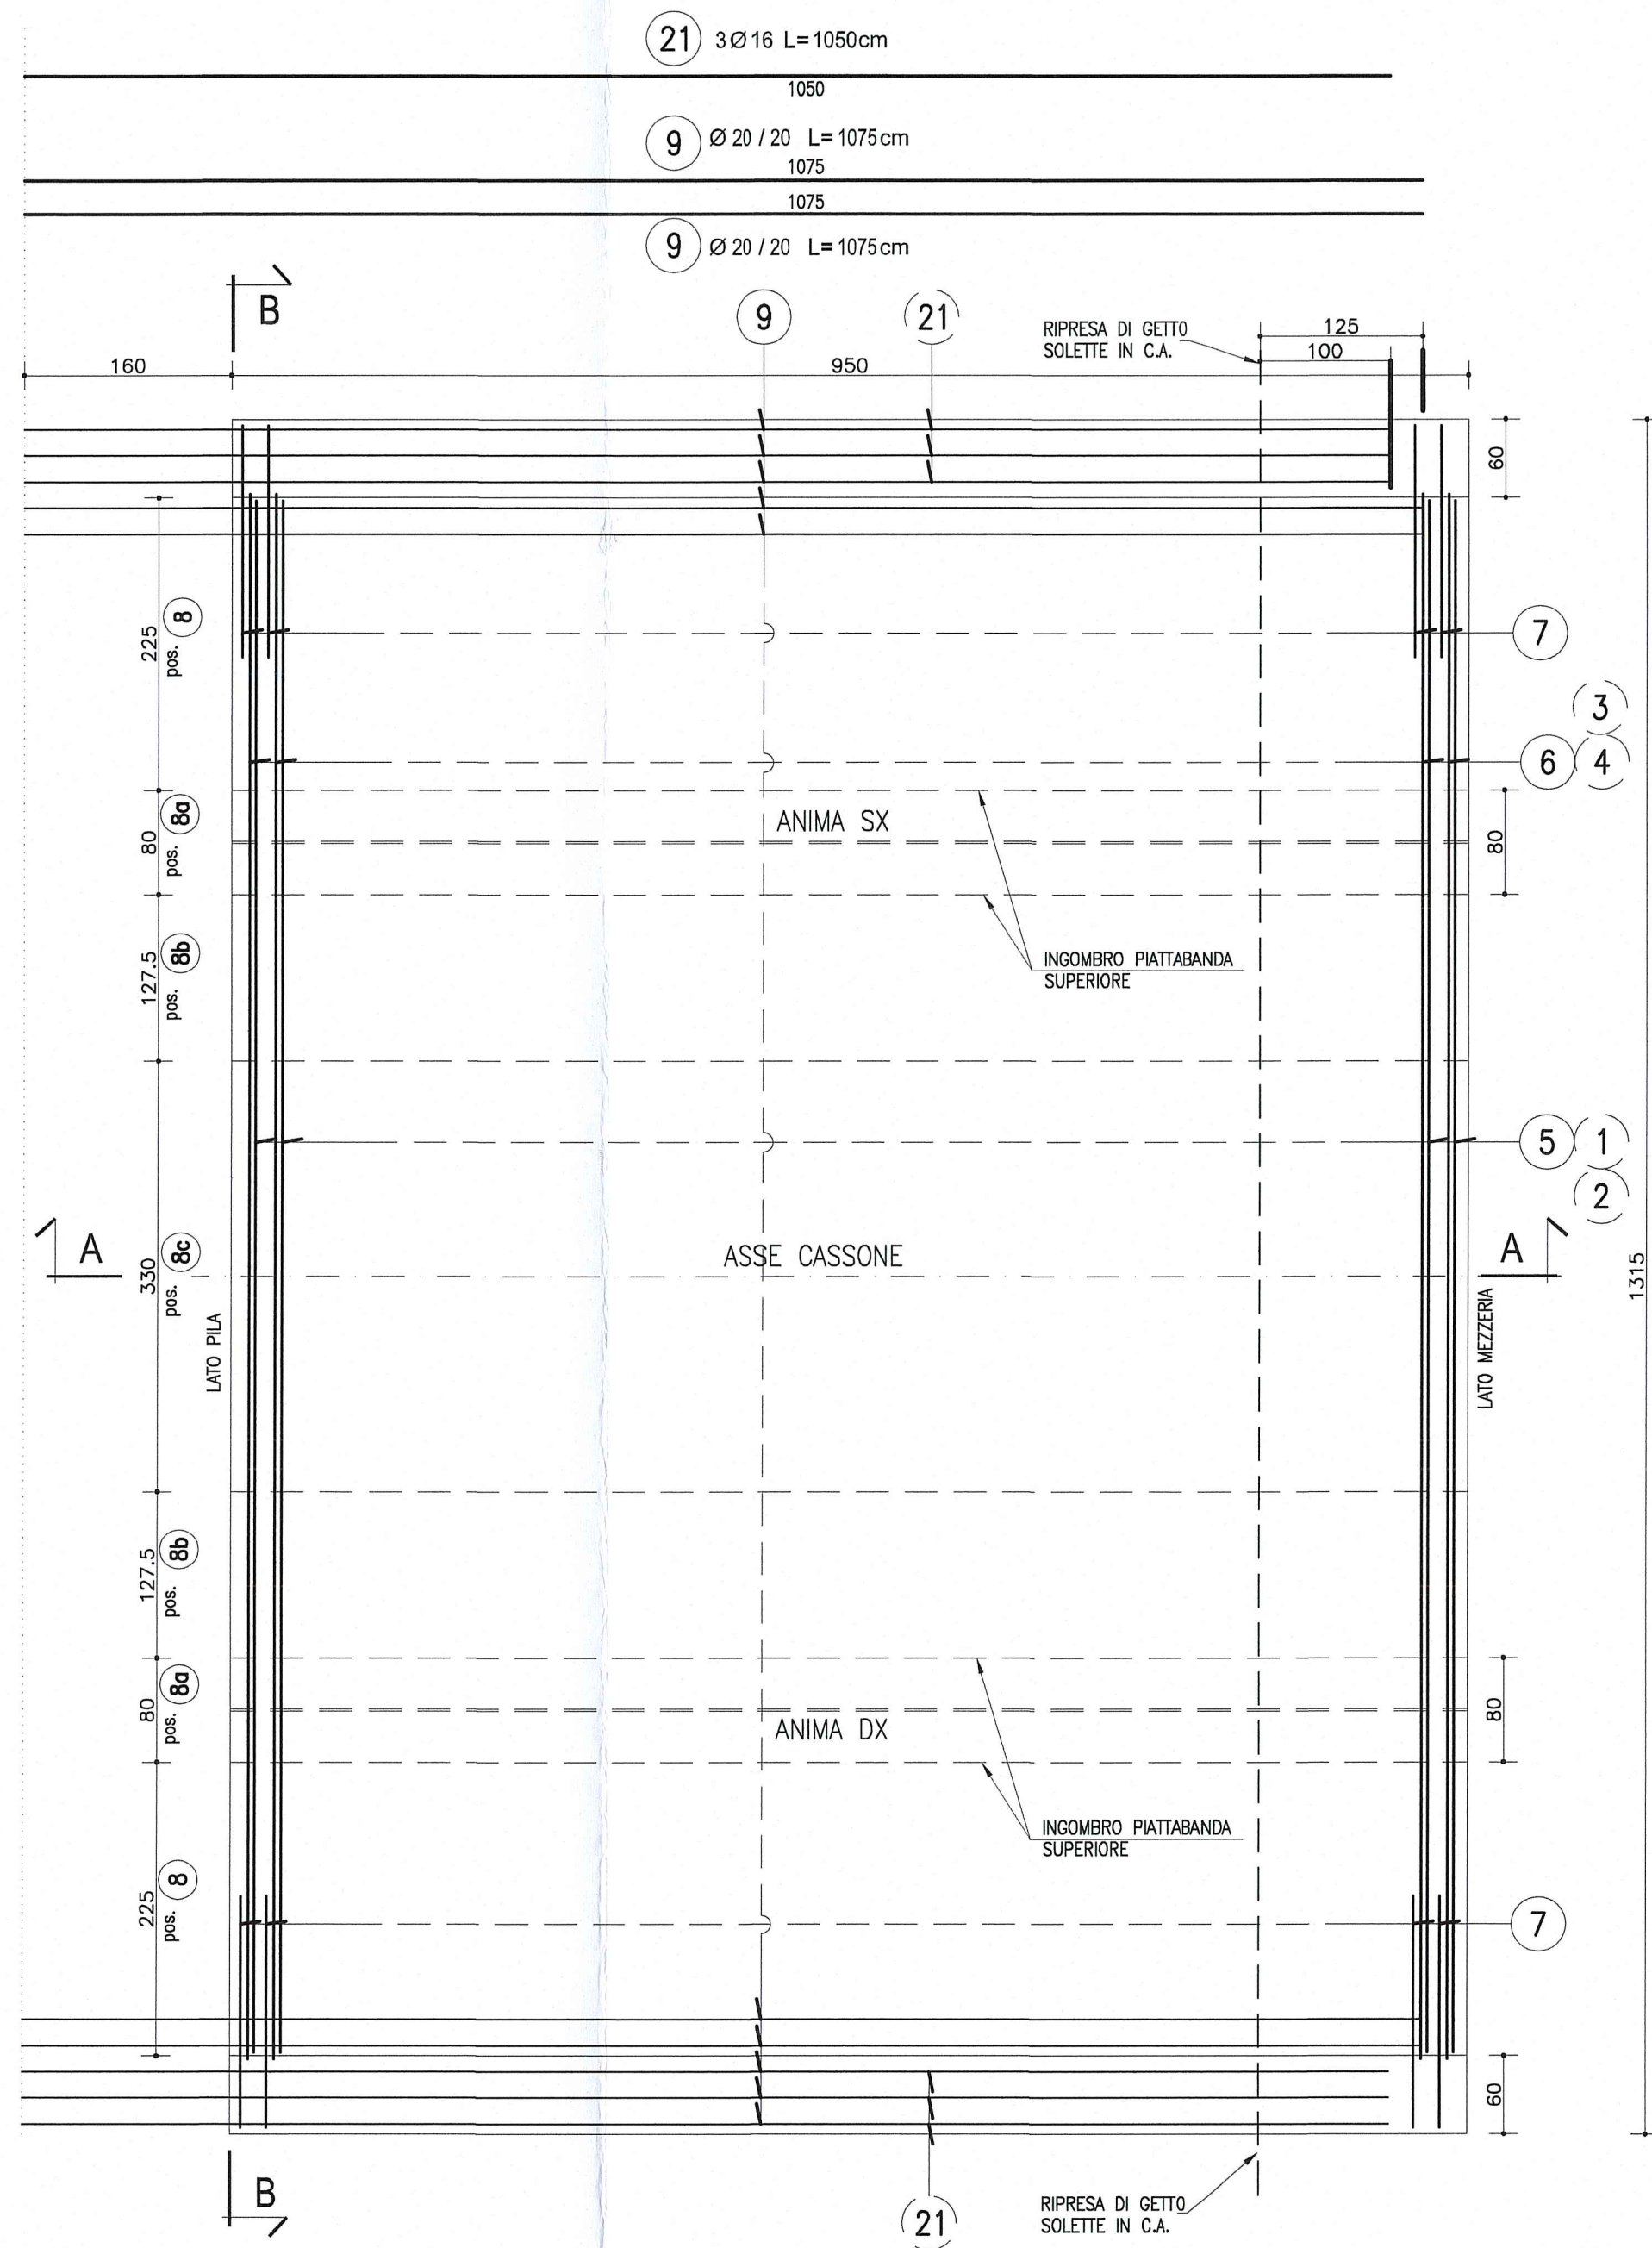 21 3Ø16 L=1050cm
1050
9 Ø 20 / 20 L=1075cm
1075
1075
9 Ø 20 / 20 L=1075cm
B
9
21
RIPRESA DI GETTO
SOLETTE IN C.A.
125
100
160
950
60
225
pos. 8
7
3
6 4
80
pos. 8a
ANIMA SX
80
127.5
pos. 8b
INGOMBRO PIATTABANDA
SUPERIORE
5 1
2
A
330
pos. 8c
ASSE CASSONE
A
1315
LATO PILA
LATO MEZZERIA
127.5
pos. 8b
80
pos. 8a
ANIMA DX
80
INGOMBRO PIATTABANDA
SUPERIORE
225
pos. 8
7
60
B
21
RIPRESA DI GETTO
SOLETTE IN C.A.